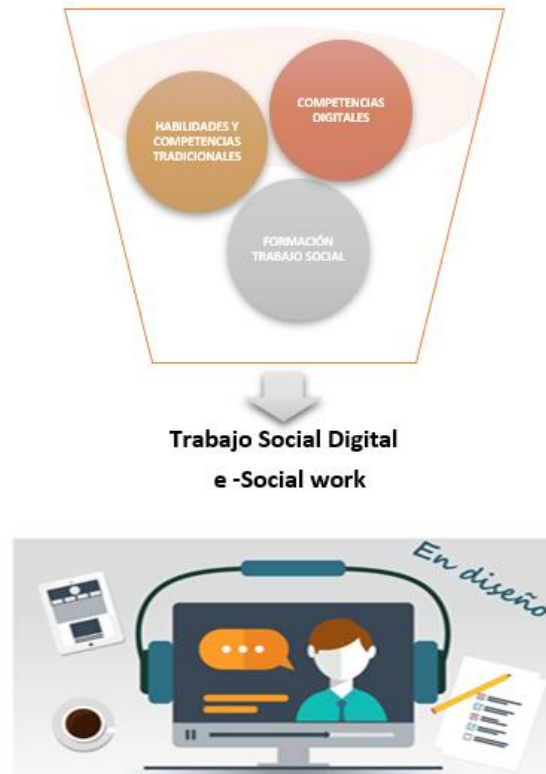 COMPETENCIAS
DIGITALES
HABILIDADES Y
COMPETENCIAS
TRADICIONALES
FORMACIÓN
TRABAJO SOCIAL
Trabajo Social Digital
e -Social work
En diseño